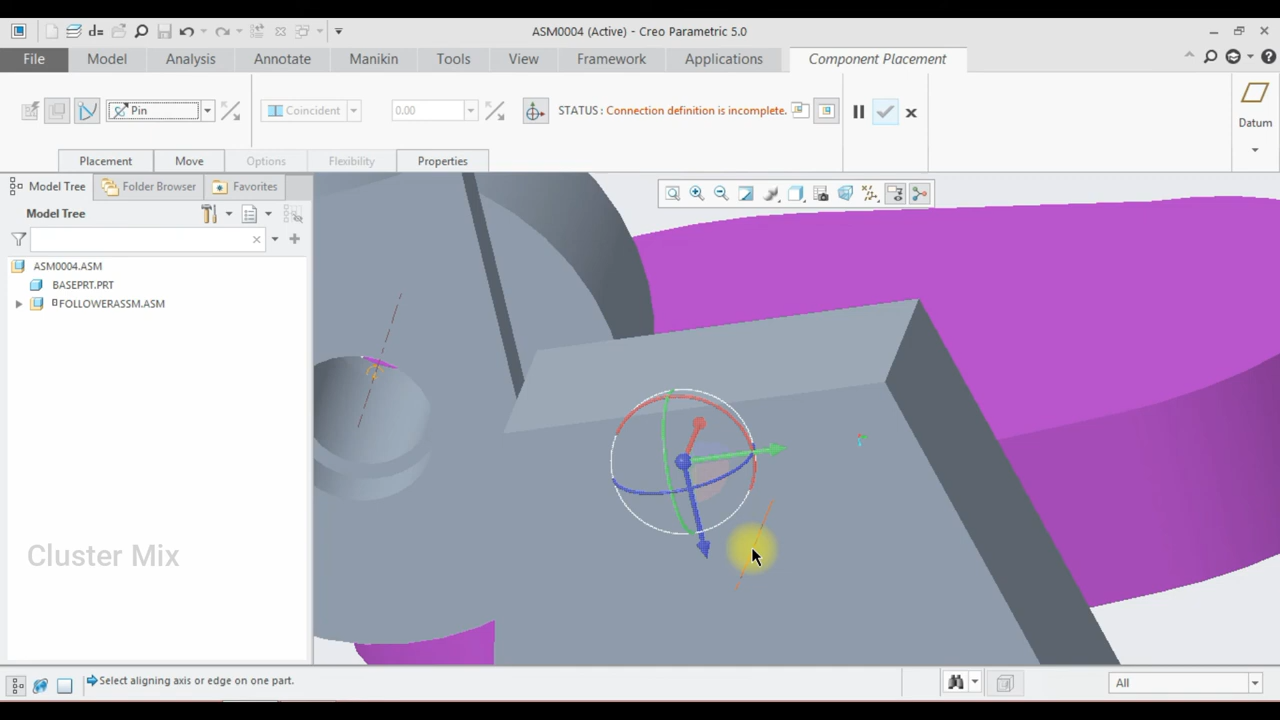 ASM0004 (Active) - Creo Parametric 5.0
File Model Analysis Annotate Manikin Tools View Framework Applications Component Placement
Pin Coincident 0.00 STATUS : Connection definition is incomplete. Datum
Placement Move Options Flexibility Properties
Model Tree Folder Browser Favorites
Model Tree
ASM0004.ASM
BASEPRT.PRT
FOLLOWERASSM.ASM
Cluster Mix
Select aligning axis or edge on one part. All